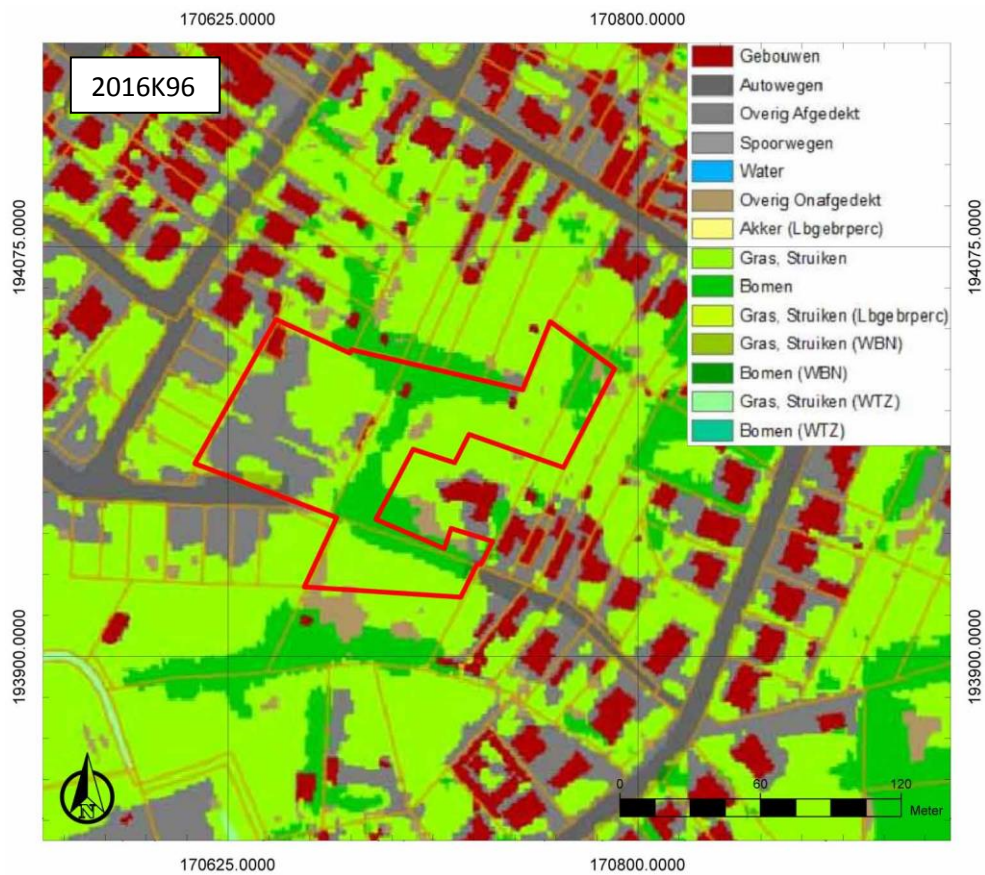 170625.0000 170800.0000
2016K96
Gebouwen
Autowegen
Overig Afgedekt
Spoorwegen
Water
Overig Onafgedekt
Akker (Lbgebrperc)
Gras, Struiken
Bomen
Gras, Struiken (Lbgebrperc)
Gras, Struiken (WBN)
Bomen (WBN)
Gras, Struiken (WTZ)
Bomen (WTZ)
194075.0000 194075.0000
193900.0000 193900.0000
N
0 60 120
Meter
170625.0000 170800.0000